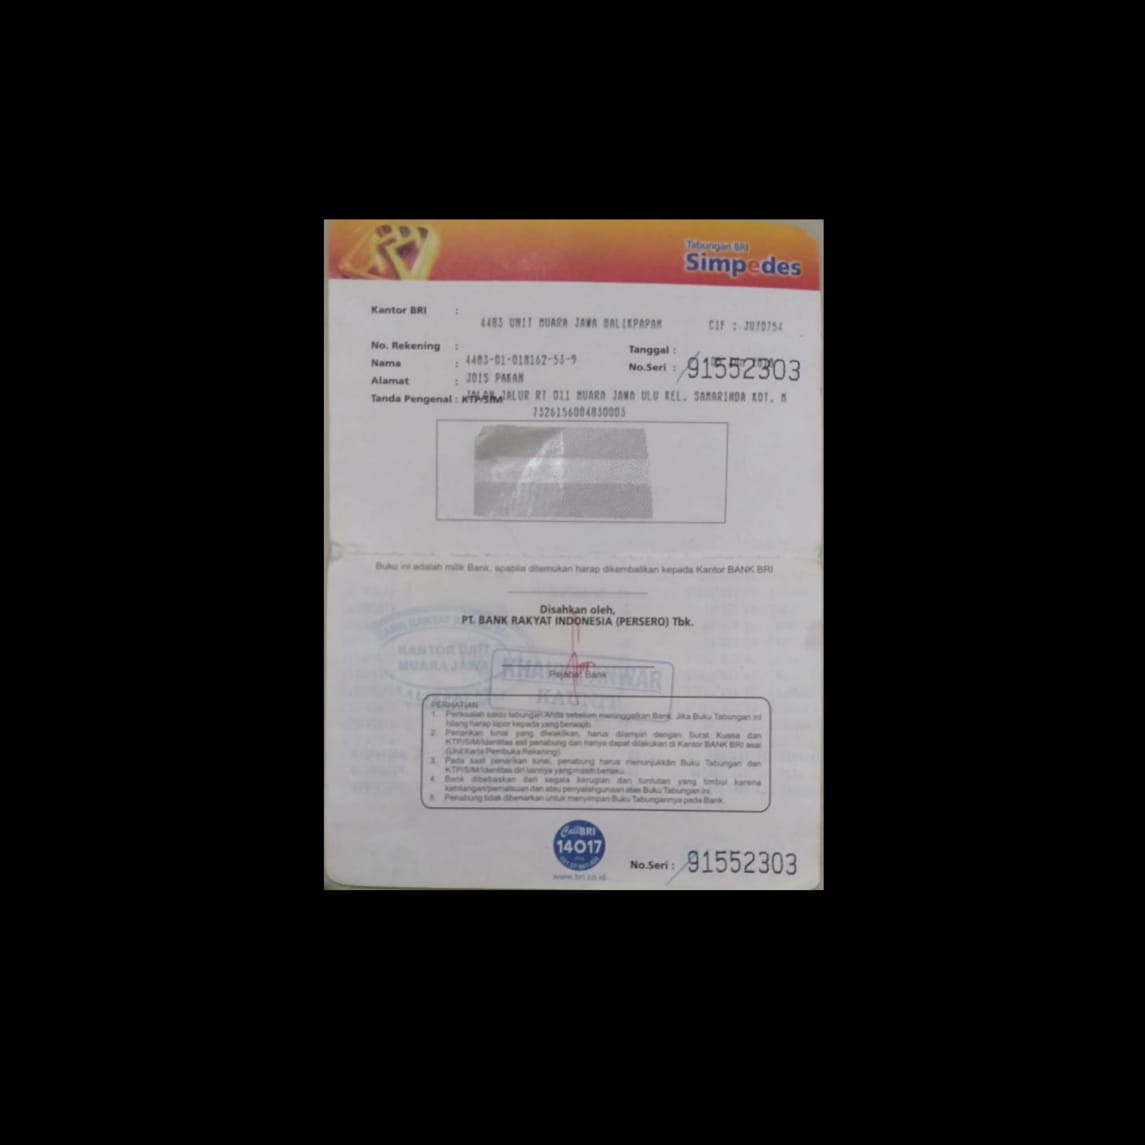 Tabungan BRI
Simpedes
Kantor BRI :
4483 UNIT MUARA JAWA BALIKPAPAN CIF : JU70754
No. Rekening : 4483-01-018162-53-9 Tanggal :
Nama : JOIS PAKAN No.Seri : 91552303
Alamat : JALAN JALUR RT 011 MUARA JAWA ULU KEL. SAMARINDA KOT. M
Tanda Pengenal : KTP/SIM
7326156004830003
Buku ini adalah milik Bank, apabila ditemukan harap dikembalikan kepada Kantor BANK BRI
Disahkan oleh,
PT. BANK RAKYAT INDONESIA (PERSERO) Tbk.
KANTOR UNIT
MUARA JAWA
Pejabat Bank
KAUNIT
PERHATIAN
1. Periksalah saldo tabungan Anda sebelum meninggalkan Bank. Jika Buku Tabungan ini
hilang harap lapor kepada yang berwajib
2. Penarikan tunai yang diwakilkan, harus dilampiri dengan Surat Kuasa dan
KTP/SIM/Identitas asli penabung dan hanya dapat dilakukan di Kantor BANK BRI asal
(Unit Kerja Pembuka Rekening)
3. Pada saat penarikan tunai, penabung harus menunjukkan Buku Tabungan dan
KTP/SIM/Identitas diri lainnya yang masih berlaku.
4. Bank dibebaskan dari segala kerugian dan tuntutan yang timbul karena
kehilangan/pemalsuan dan atau penyalahgunaan atas Buku Tabungan ini.
5. Penabung tidak dibenarkan untuk menyimpan Buku Tabungannya pada Bank.
CallBRI
14017
www.bri.co.id
No.Seri : 91552303